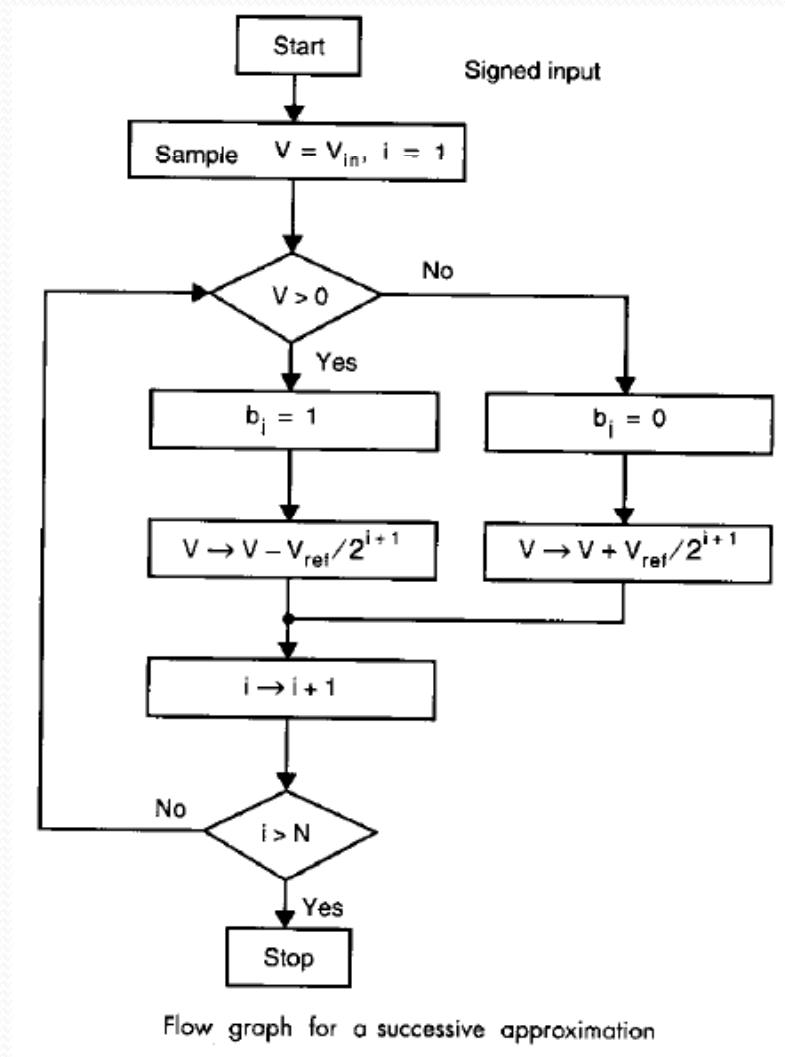 Start
Signed input
Sample V = V_in, i = 1
V > 0
No
Yes
b_i = 1
b_i = 0
V → V – V_ref / 2^{i+1}
V → V + V_ref / 2^{i+1}
i → i + 1
No
i > N
Yes
Stop
Flow graph for a successive approximation